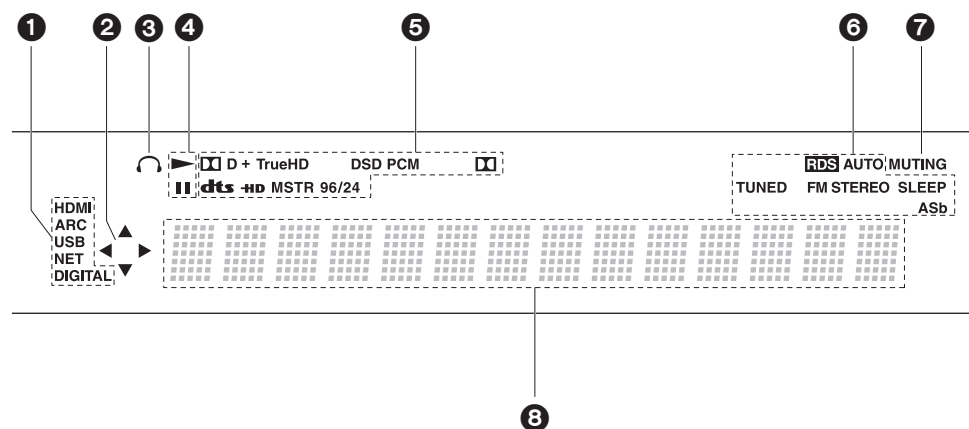 1 2 3 4 5 6 7
D + TrueHD DSD PCM RDS AUTO MUTING
dts -HD MSTR 96/24 TUNED FM STEREO SLEEP
ASb
HDMI
ARC
USB
NET
DIGITAL
8